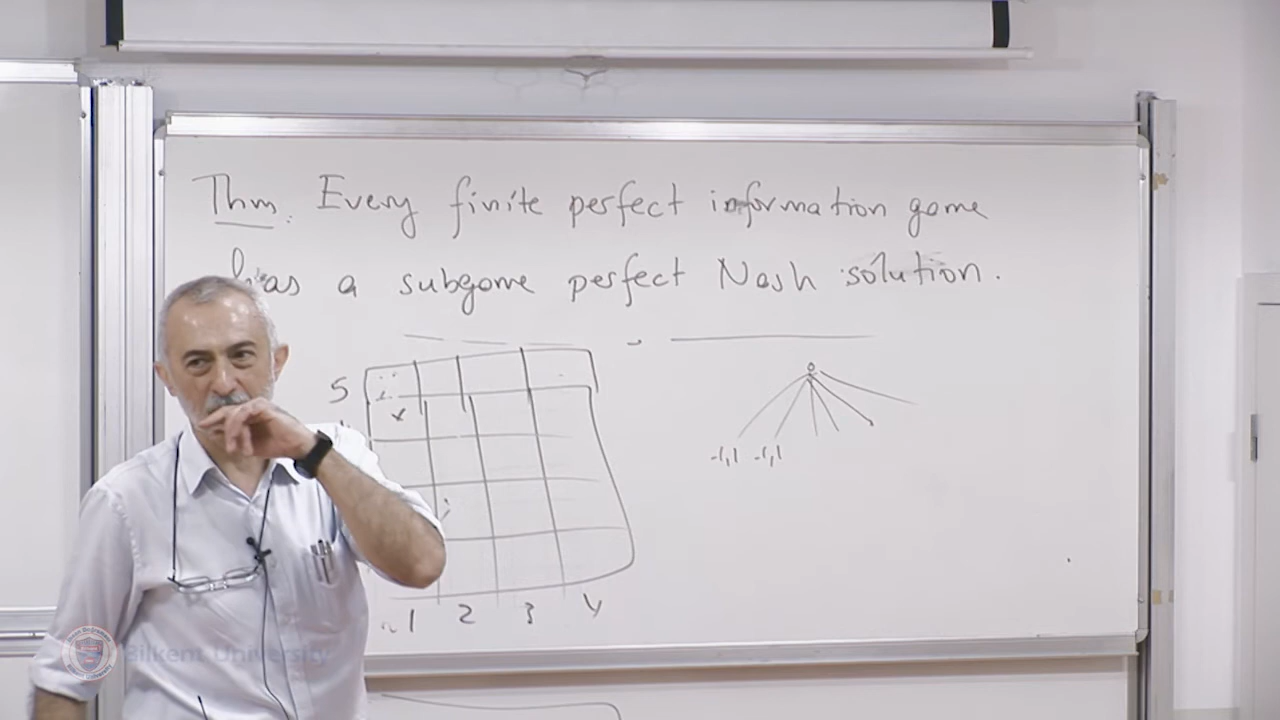 Thm. Every finite perfect information game
has a subgame perfect Nash solution.
5
-1,1 -1,1
1 2 3 4
Bilkent University